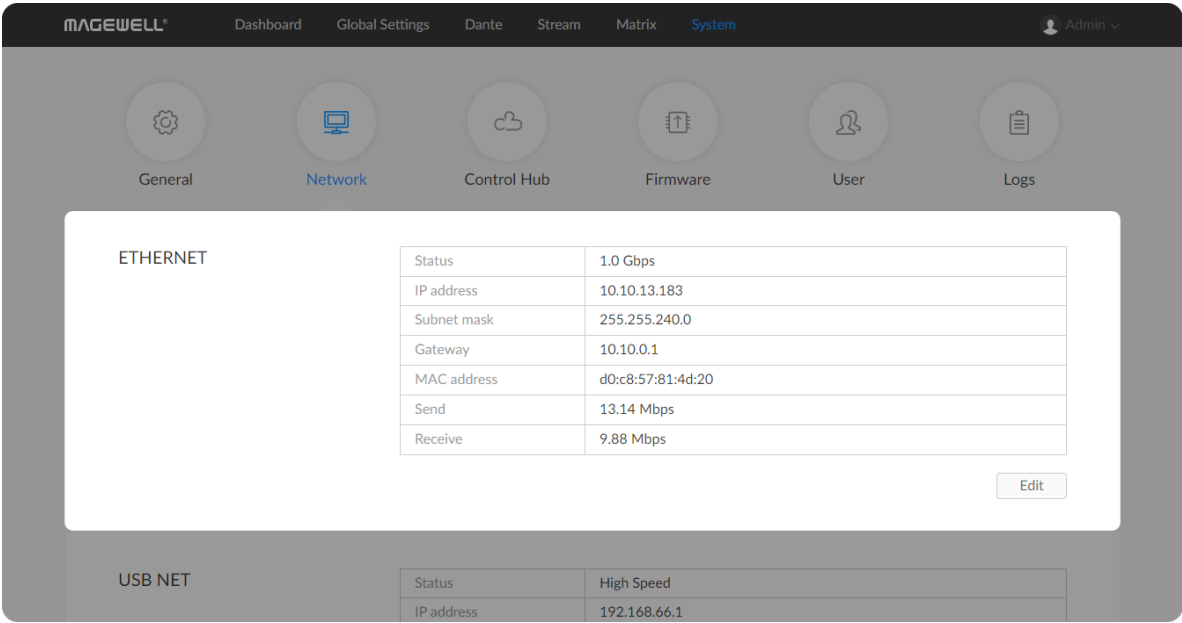 MAGEWELL® Dashboard Global Settings Dante Stream Matrix System Admin
General Network Control Hub Firmware User Logs
ETHERNET
Status 1.0 Gbps
IP address 10.10.13.183
Subnet mask 255.255.240.0
Gateway 10.10.0.1
MAC address d0:c8:57:81:4d:20
Send 13.14 Mbps
Receive 9.88 Mbps
Edit
USB NET
Status High Speed
IP address 192.168.66.1